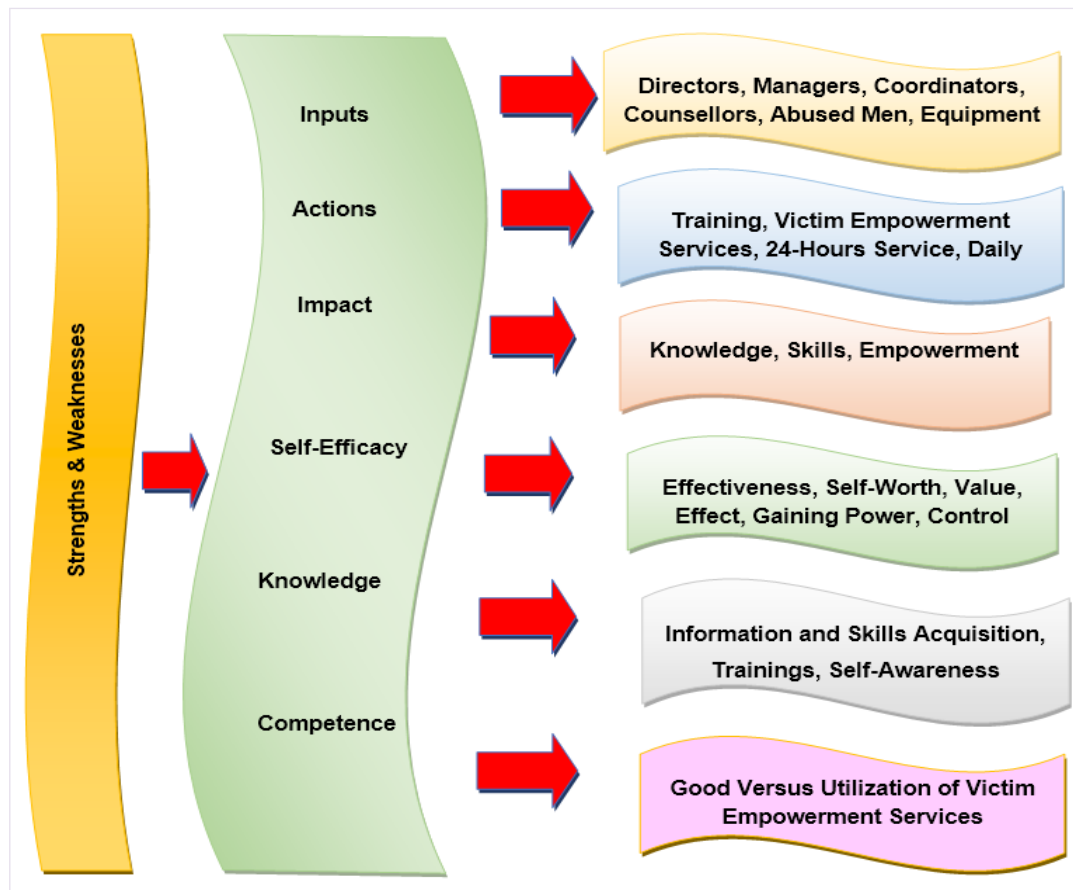 Strengths & Weaknesses
Inputs
Directors, Managers, Coordinators,
Counsellors, Abused Men, Equipment
Actions
Training, Victim Empowerment
Services, 24-Hours Service, Daily
Impact
Knowledge, Skills, Empowerment
Self-Efficacy
Effectiveness, Self-Worth, Value,
Effect, Gaining Power, Control
Knowledge
Information and Skills Acquisition,
Trainings, Self-Awareness
Competence
Good Versus Utilization of Victim
Empowerment Services